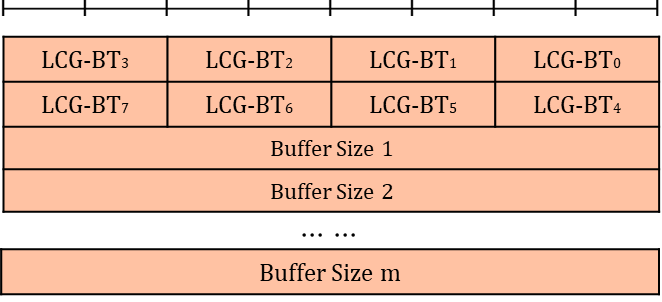 LCG-BT₃ LCG-BT₂ LCG-BT₁ LCG-BT₀
LCG-BT₇ LCG-BT₆ LCG-BT₅ LCG-BT₄
Buffer Size 1
Buffer Size 2
... ...
Buffer Size m